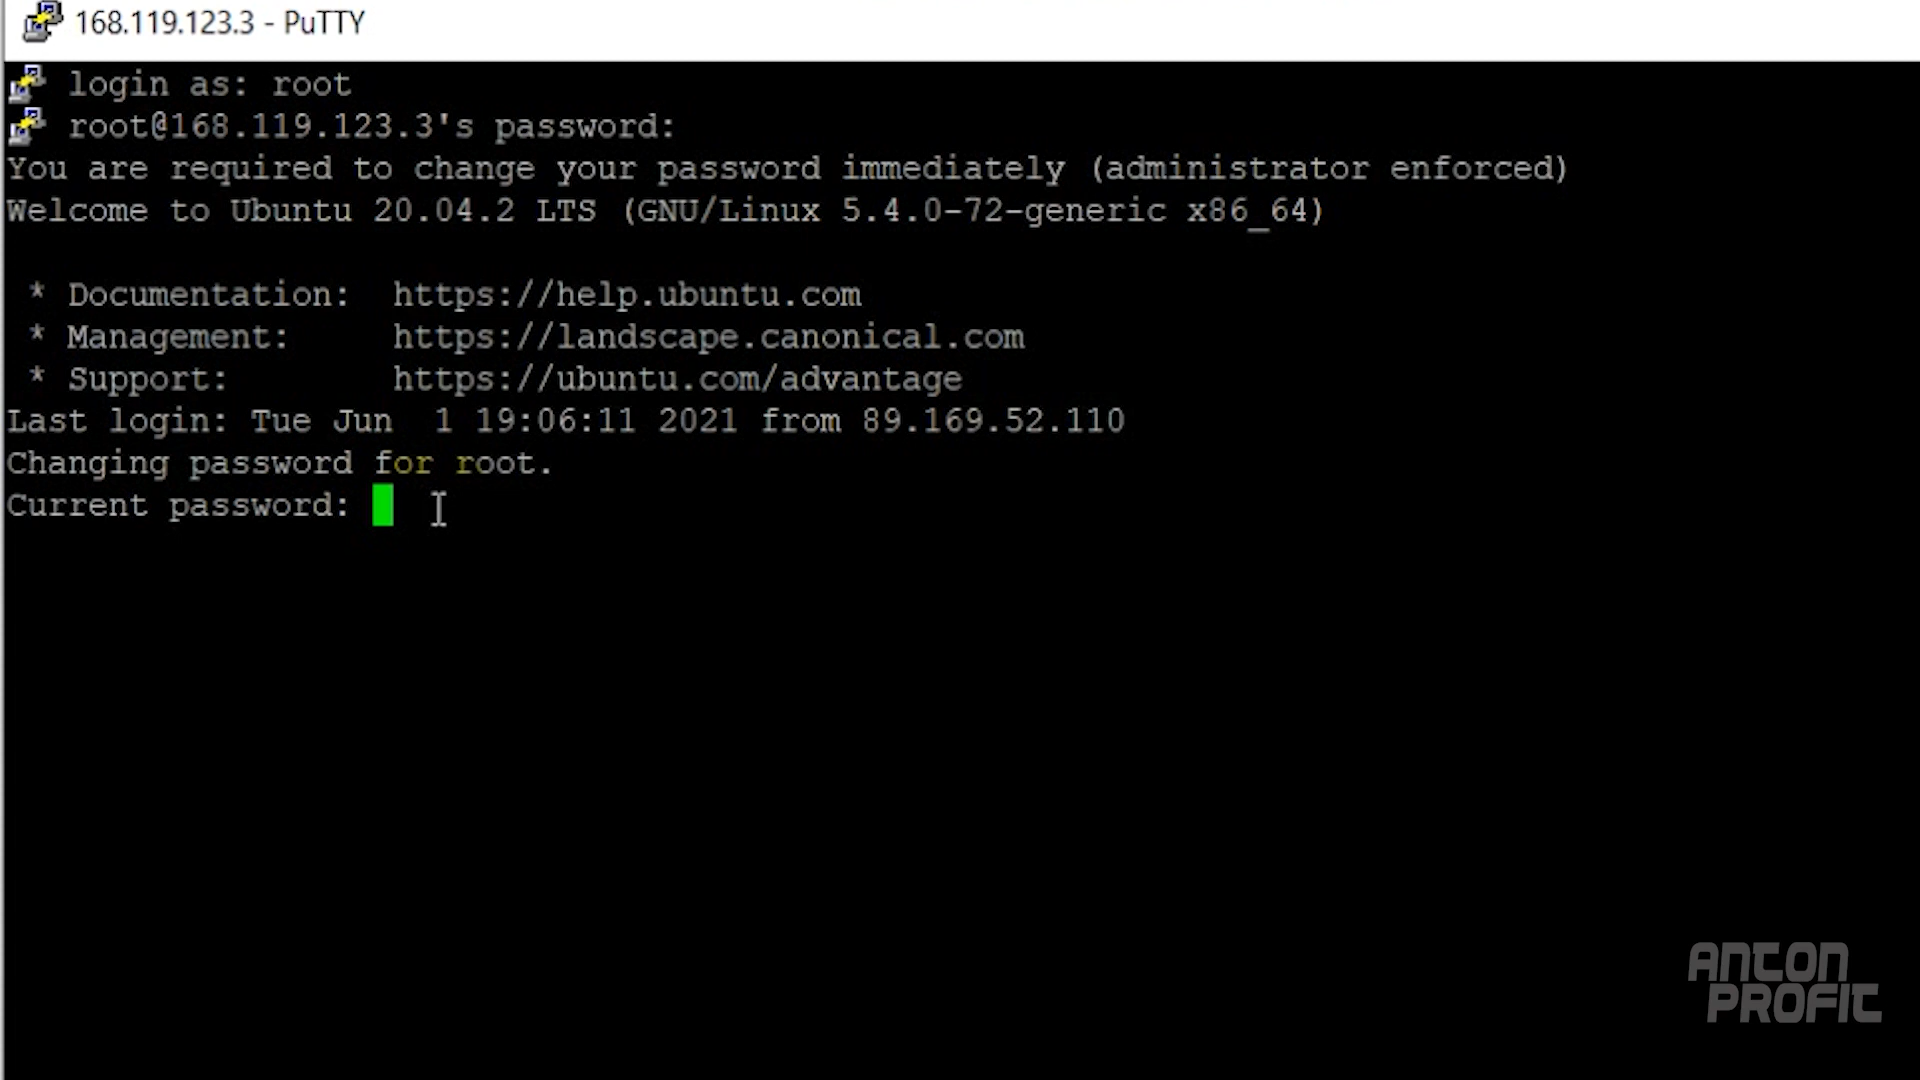 168.119.123.3 - PuTTY
login as: root
root@168.119.123.3's password:
You are required to change your password immediately (administrator enforced)
Welcome to Ubuntu 20.04.2 LTS (GNU/Linux 5.4.0-72-generic x86_64)
* Documentation:  https://help.ubuntu.com
* Management:     https://landscape.canonical.com
* Support:        https://ubuntu.com/advantage
Last login: Tue Jun  1 19:06:11 2021 from 89.169.52.110
Changing password for root.
Current password:
ANTON
PROFIT